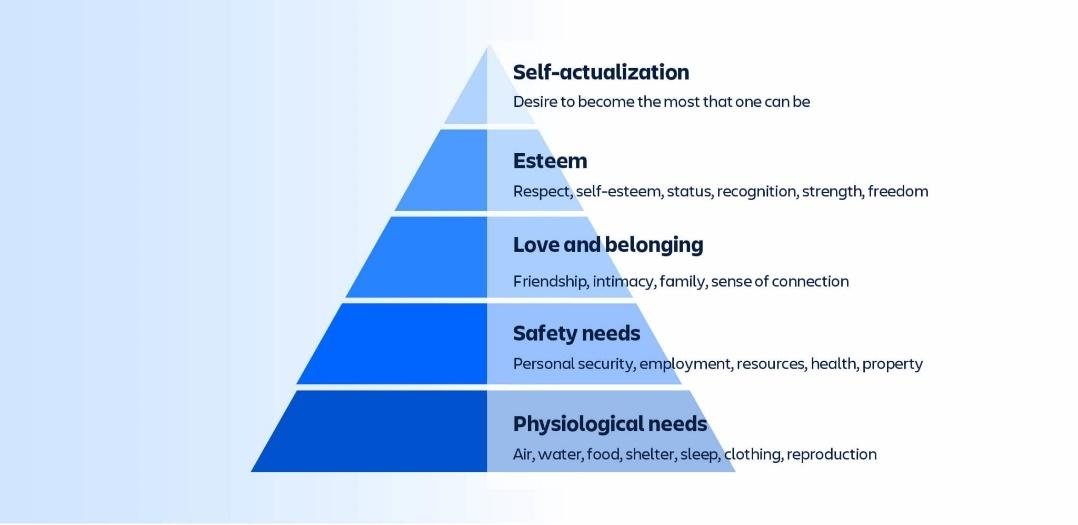 Self-actualization
Desire to become the most that one can be
Esteem
Respect, self-esteem, status, recognition, strength, freedom
Love and belonging
Friendship, intimacy, family, sense of connection
Safety needs
Personal security, employment, resources, health, property
Physiological needs
Air, water, food, shelter, sleep, clothing, reproduction